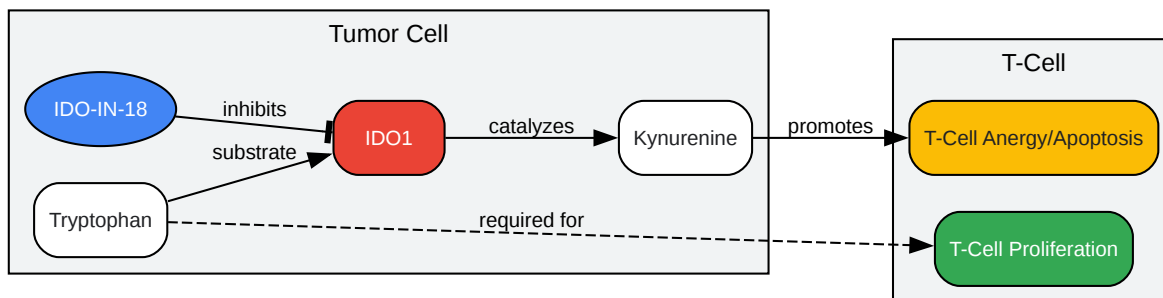 Tumor Cell
T-Cell
IDO-IN-18
inhibits
IDO1
catalyzes
Kynurenine
promotes
T-Cell Anergy/Apoptosis
substrate
Tryptophan
required for
T-Cell Proliferation